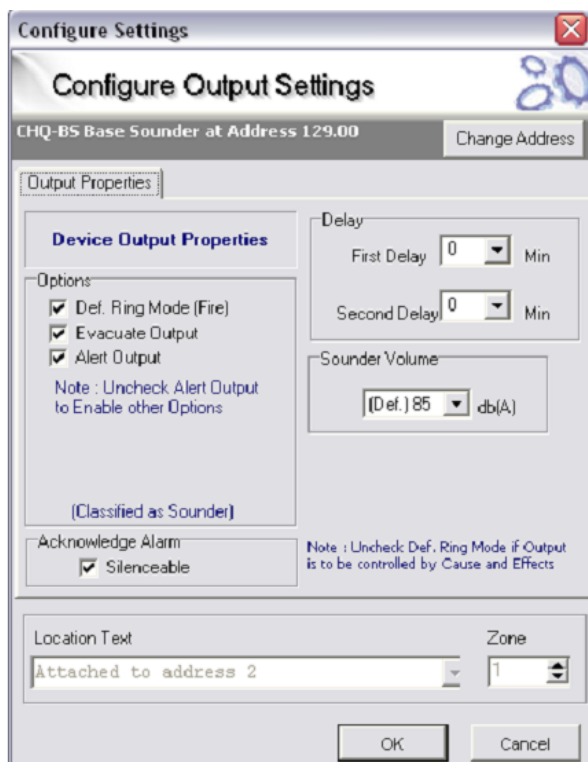 Configure Settings
Configure Output Settings
CHQ-BS Base Sounder at Address 129.00
Change Address
Output Properties
Device Output Properties
Options
Def. Ring Mode (Fire)
Evacuate Output
Alert Output
Note : Uncheck Alert Output
to Enable other Options
(Classified as Sounder)
Acknowledge Alarm
Silenceable
Delay
First Delay 0 Min
Second Delay 0 Min
Sounder Volume
(Def.) 85 db(A)
Note : Uncheck Def. Ring Mode if Output
is to be controlled by Cause and Effects
Location Text
Attached to address 2
Zone
1
OK
Cancel